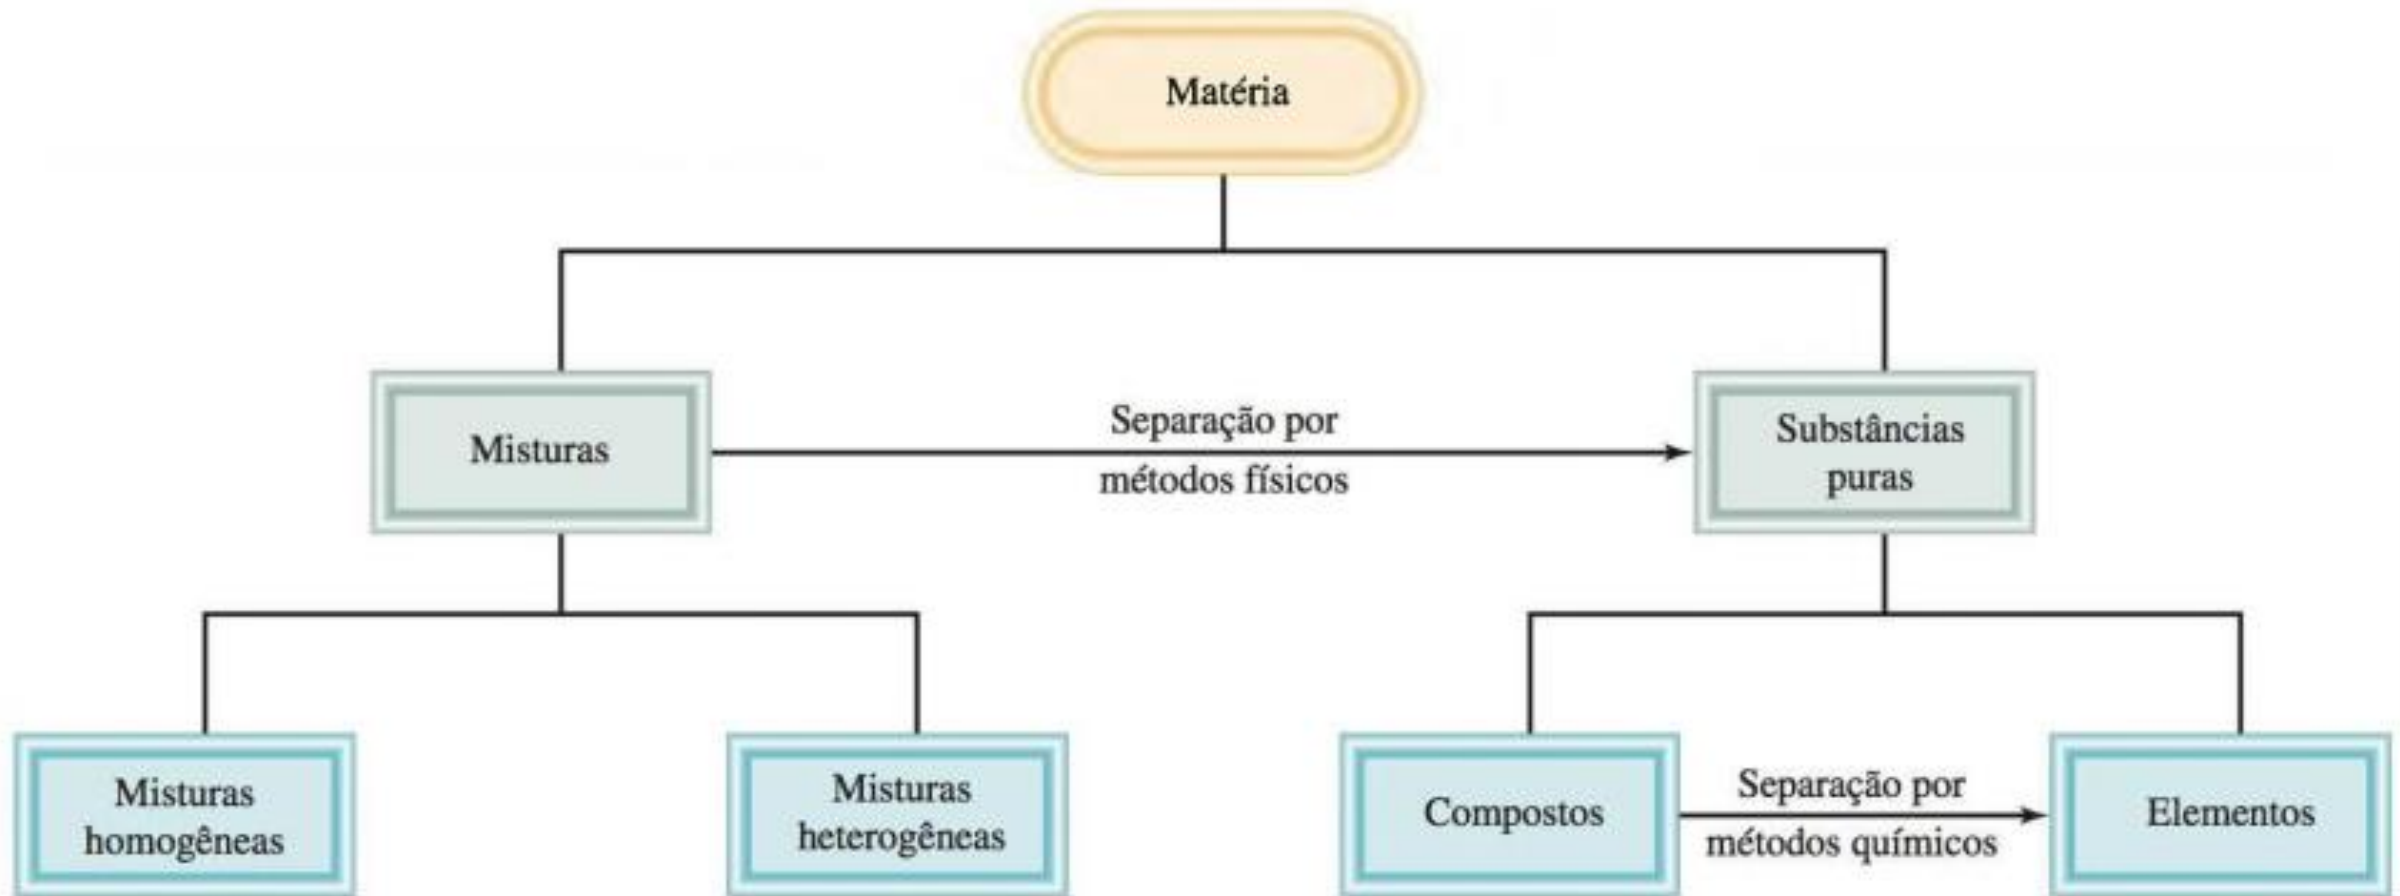 Matéria
Misturas
Separação por
métodos físicos
Substâncias
puras
Misturas
homogêneas
Misturas
heterogêneas
Compostos
Separação por
métodos químicos
Elementos